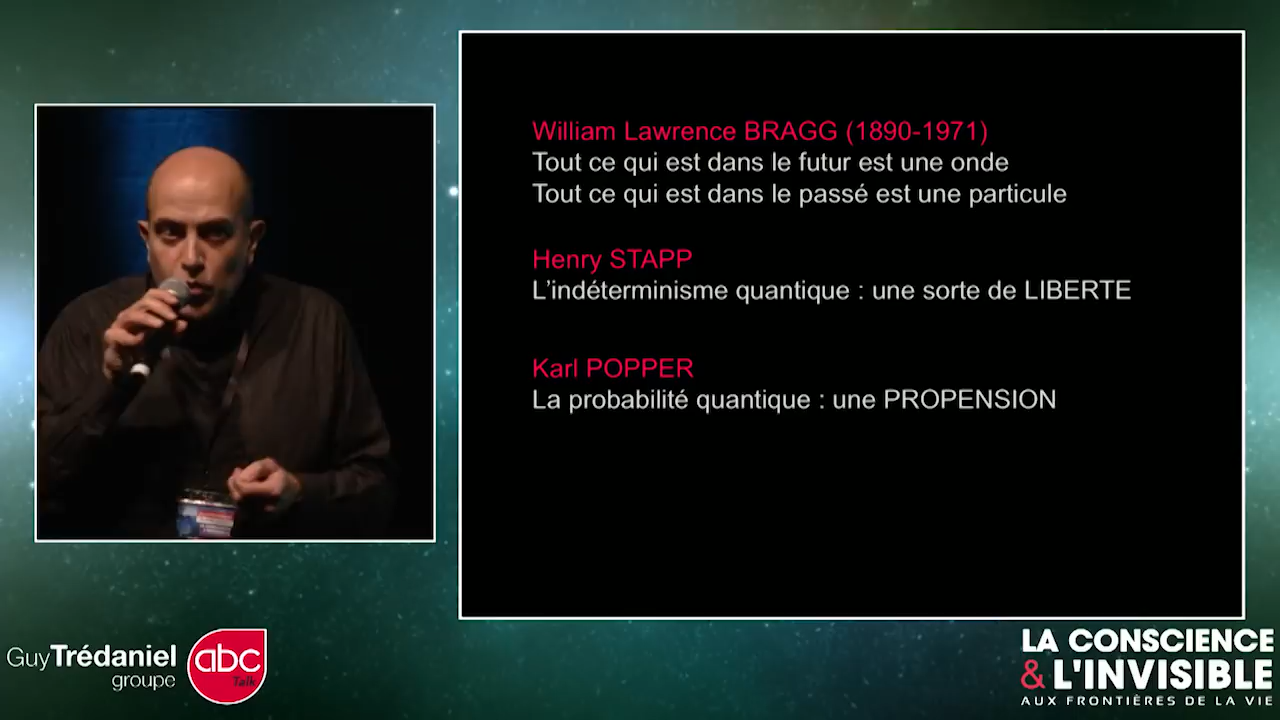 William Lawrence BRAGG (1890-1971)
Tout ce qui est dans le futur est une onde
Tout ce qui est dans le passé est une particule
Henry STAPP
L'indéterminisme quantique : une sorte de LIBERTE
Karl POPPER
La probabilité quantique : une PROPENSION
Guy Trédaniel
groupe
abc
Talk
LA CONSCIENCE
& L'INVISIBLE
AUX FRONTIÈRES DE LA VIE